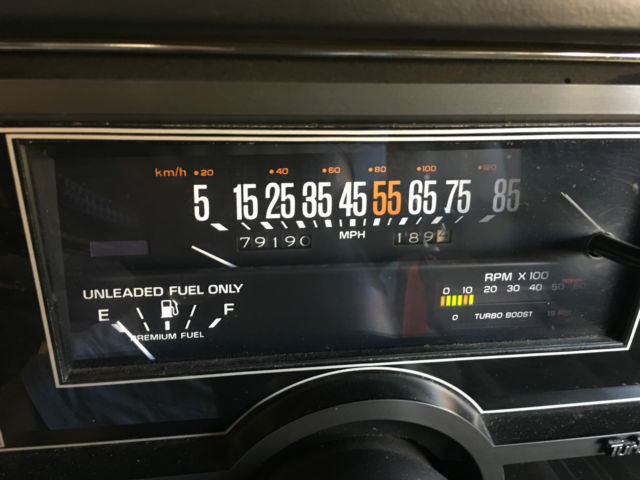 km/h 20 40 60 80 100 120
5 15 25 35 45 55 65 75 85
79190 MPH 189
UNLEADED FUEL ONLY
E F
PREMIUM FUEL
RPM X 100
0 10 20 30 40 50 60
0 TURBO BOOST